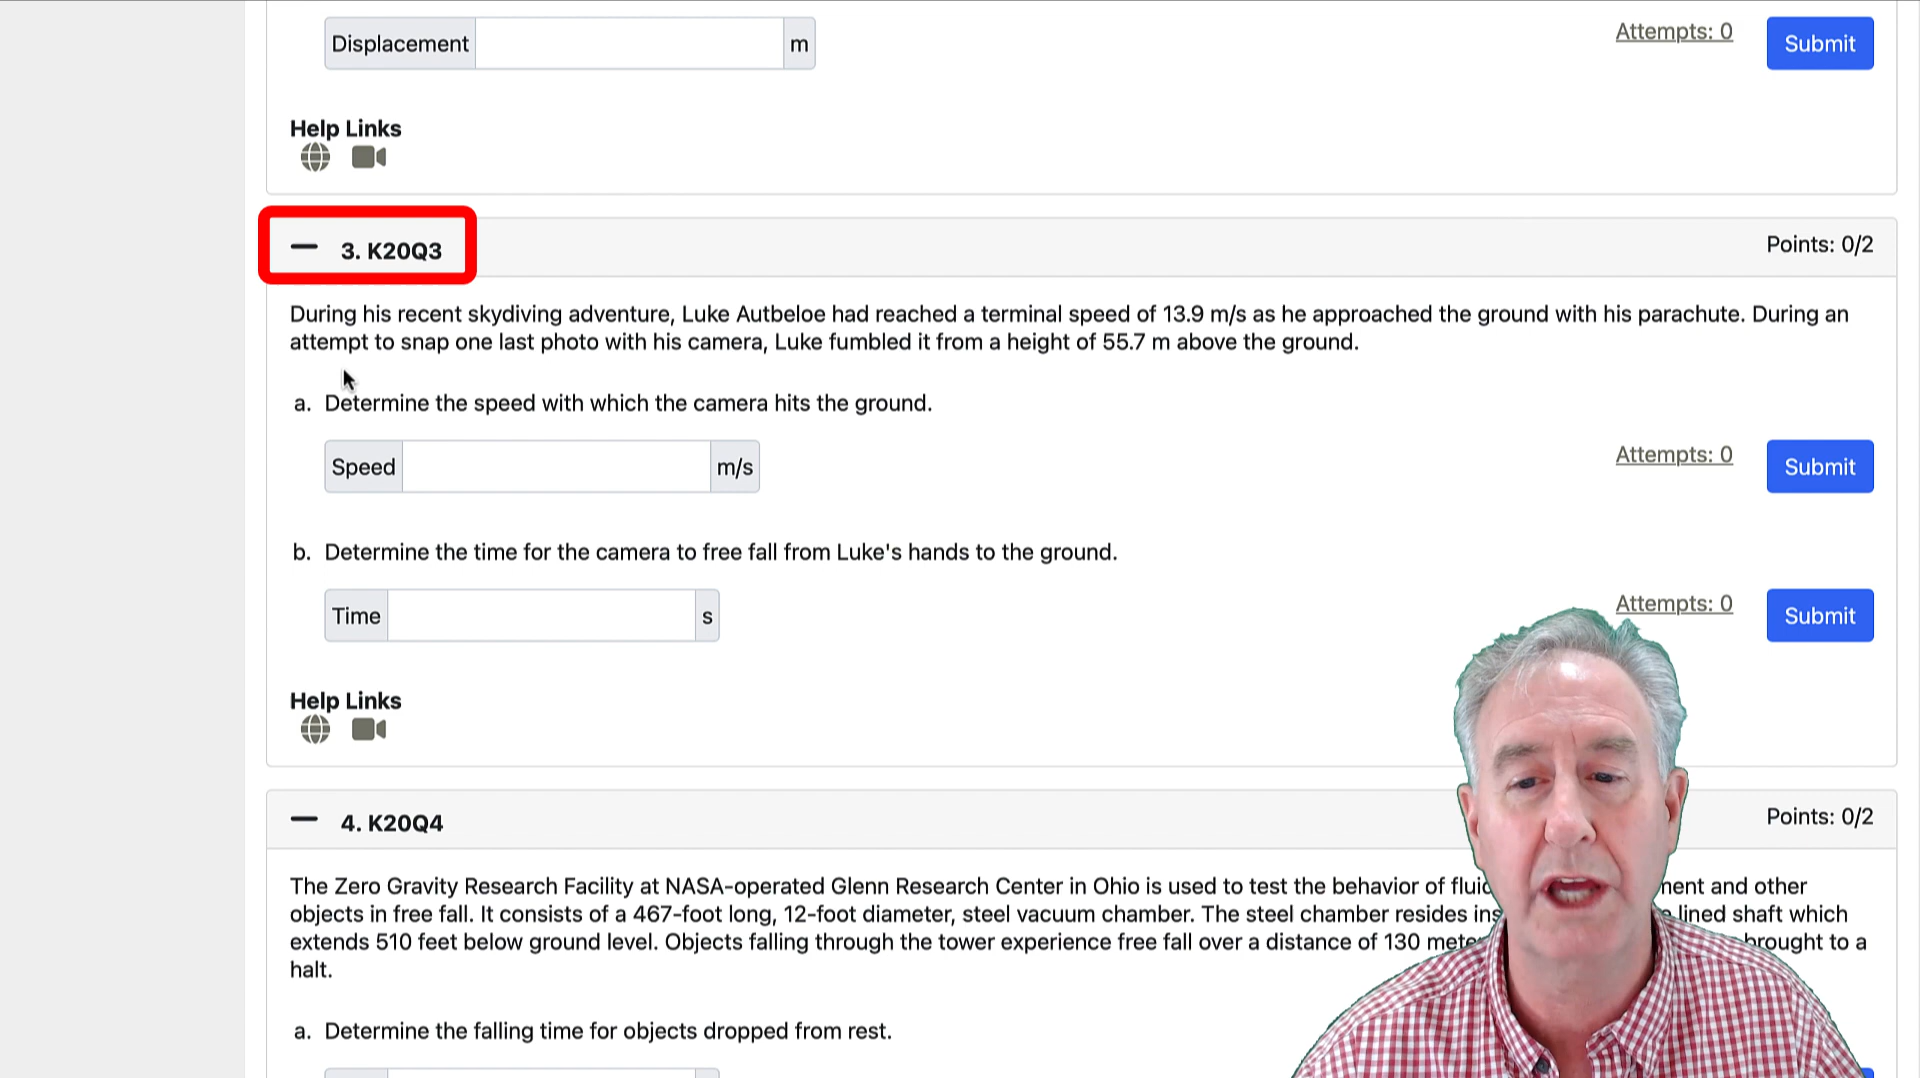 Displacement m Attempts: 0 Submit
Help Links
3. K20Q3 Points: 0/2
During his recent skydiving adventure, Luke Autbeloe had reached a terminal speed of 13.9 m/s as he approached the ground with his parachute. During an
attempt to snap one last photo with his camera, Luke fumbled it from a height of 55.7 m above the ground.
a. Determine the speed with which the camera hits the ground.
Speed m/s Attempts: 0 Submit
b. Determine the time for the camera to free fall from Luke's hands to the ground.
Time s Attempts: 0 Submit
Help Links
4. K20Q4 Points: 0/2
The Zero Gravity Research Facility at NASA-operated Glenn Research Center in Ohio is used to test the behavior of and other
objects in free fall. It consists of a 467-foot long, 12-foot diameter, steel vacuum chamber. The steel chamber resides lined shaft which
extends 510 feet below ground level. Objects falling through the tower experience free fall over a distance of 130 brought to a
halt.
a. Determine the falling time for objects dropped from rest.